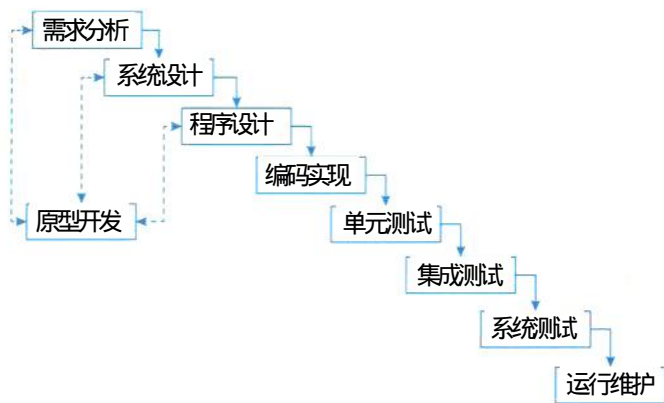 需求分析
系统设计
程序设计
编码实现
原型开发
单元测试
集成测试
系统测试
运行维护